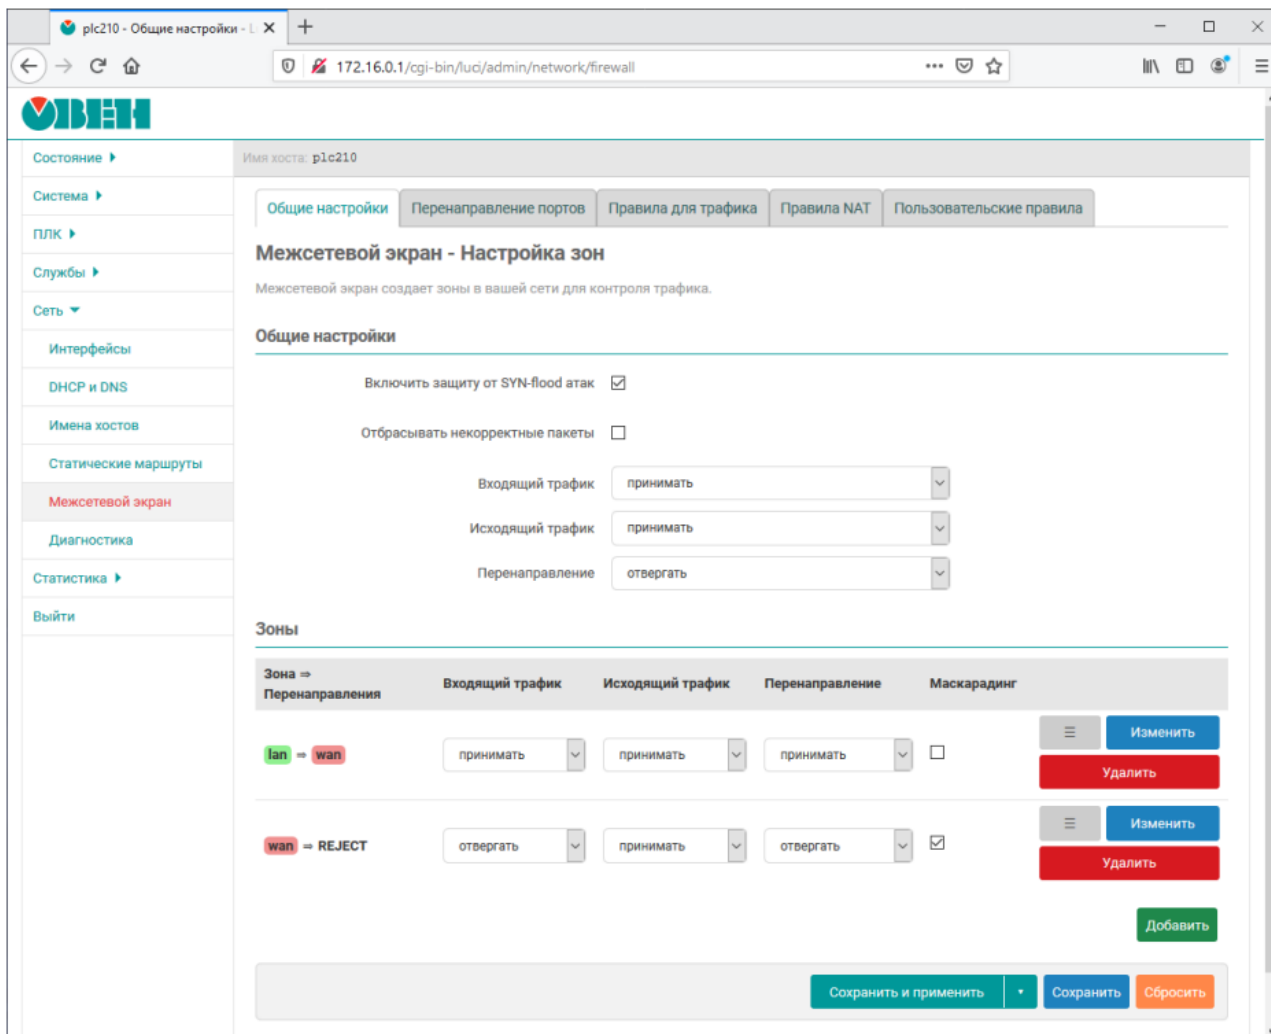 plc210 - Общие настройки - L
172.16.0.1/cgi-bin/luci/admin/network/firewall
ОВЕН
Имя хоста: plc210
Состояние
Система
ПЛК
Службы
Сеть
Интерфейсы
DHCP и DNS
Имена хостов
Статические маршруты
Межсетевой экран
Диагностика
Статистика
Выйти
Общие настройки Перенаправление портов Правила для трафика Правила NAT Пользовательские правила
Межсетевой экран - Настройка зон
Межсетевой экран создает зоны в вашей сети для контроля трафика.
Общие настройки
Включить защиту от SYN-flood атак
Отбрасывать некорректные пакеты
Входящий трафик принимать
Исходящий трафик принимать
Перенаправление отвергать
Зоны
Зона ⇒
Перенаправления Входящий трафик Исходящий трафик Перенаправление Маскарадинг
lan ⇒ wan принимать принимать принимать Изменить
Удалить
wan ⇒ REJECT отвергать принимать отвергать Изменить
Удалить
Добавить
Сохранить и применить Сохранить Сбросить